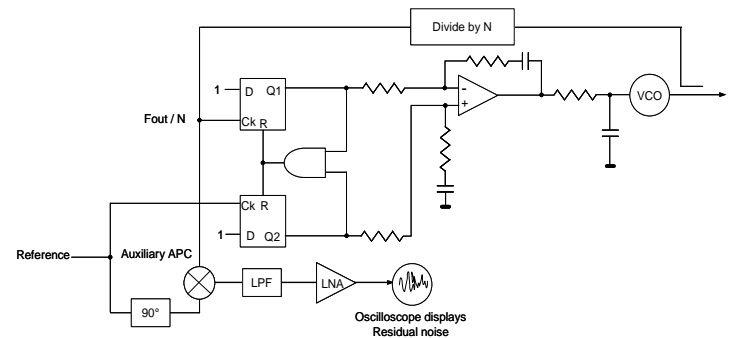 Divide by N
1
D
Q1
Ck
R
-
+
VCO
Fout / N
Ck
R
1
D
Q2
Reference
Auxiliary APC
90°
LPF
LNA
Oscilloscope displays
Residual noise